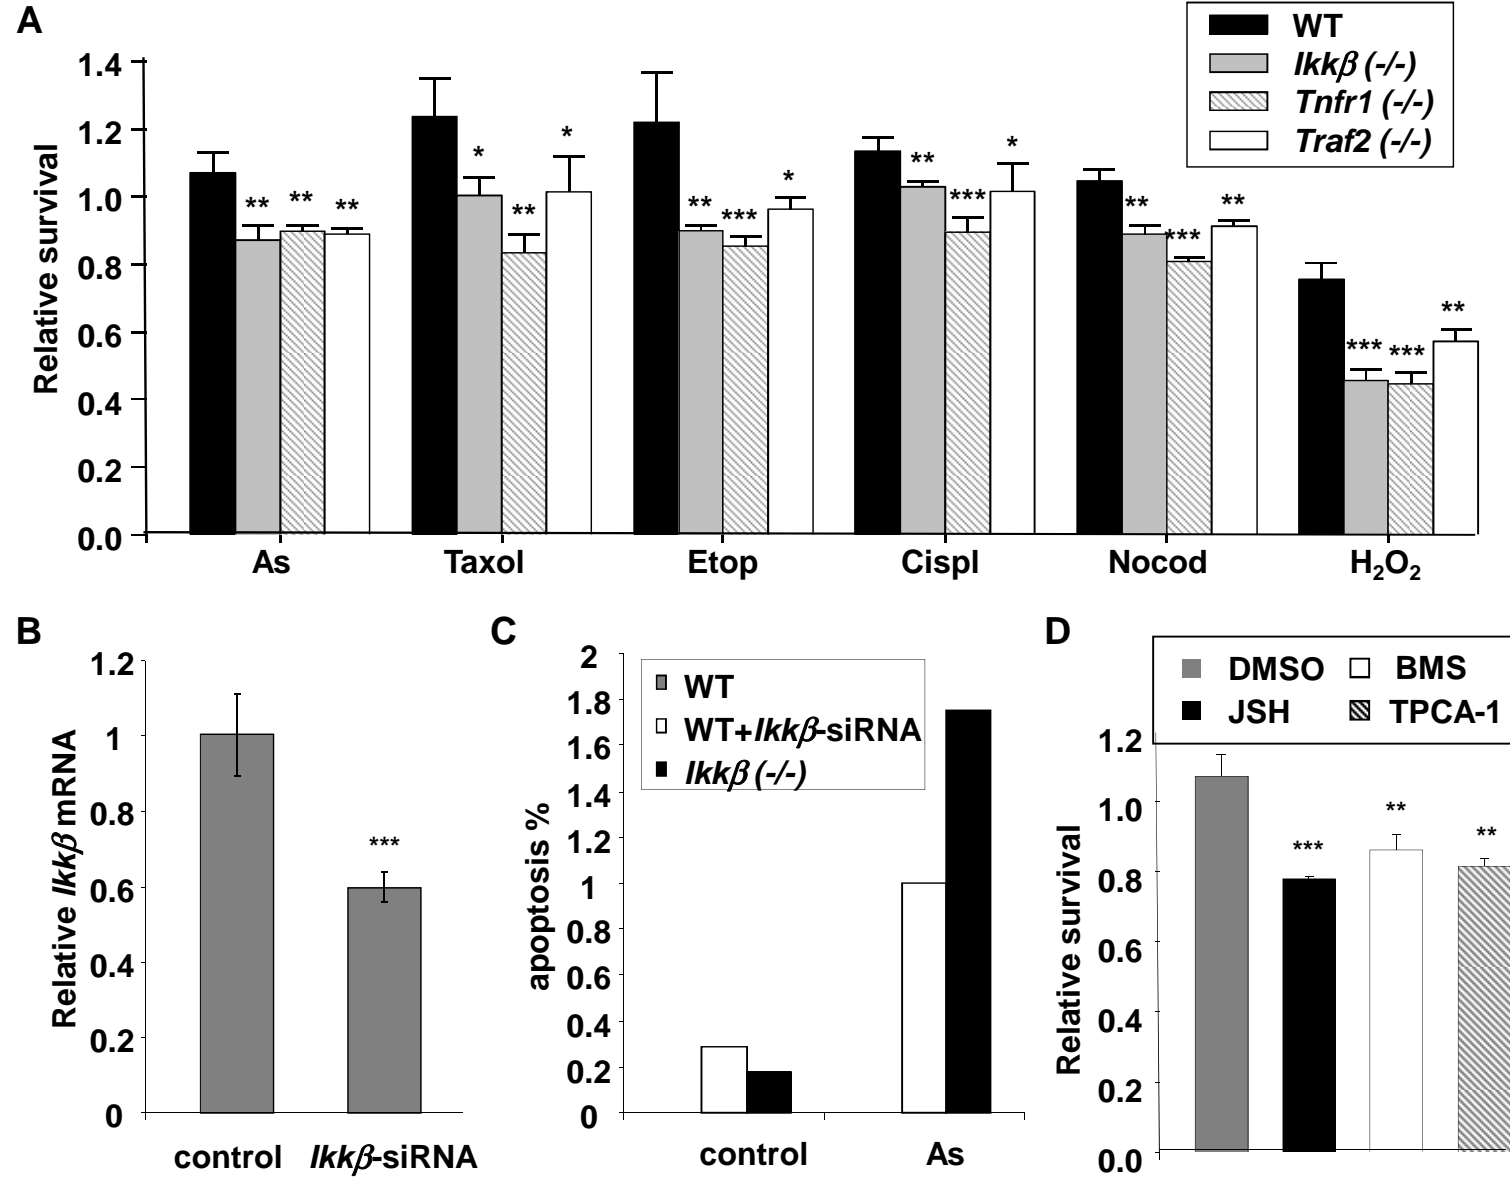 A
WT
Ikkβ (-/-)
Tnfr1 (-/-)
Traf2 (-/-)
Relative survival
1.4
1.2
1.0
0.8
0.6
0.4
0.2
0.0
*
*
*
**
***
*
**
**
**
**
**
***
**
**
***
**
***
***
As
Taxol
Etop
Cispl
Nocod
H₂O₂
B
Relative Ikkβ mRNA
1.2
1
0.8
0.6
0.4
0.2
0
***
control
Ikkβ-siRNA
C
WT
WT+Ikkβ-siRNA
Ikkβ (-/-)
apoptosis %
2
1.8
1.6
1.4
1.2
1
0.8
0.6
0.4
0.2
0
control
As
D
DMSO
BMS
JSH
TPCA-1
Relative survival
1.2
1.0
0.8
0.6
0.4
0.2
0.0
***
**
**